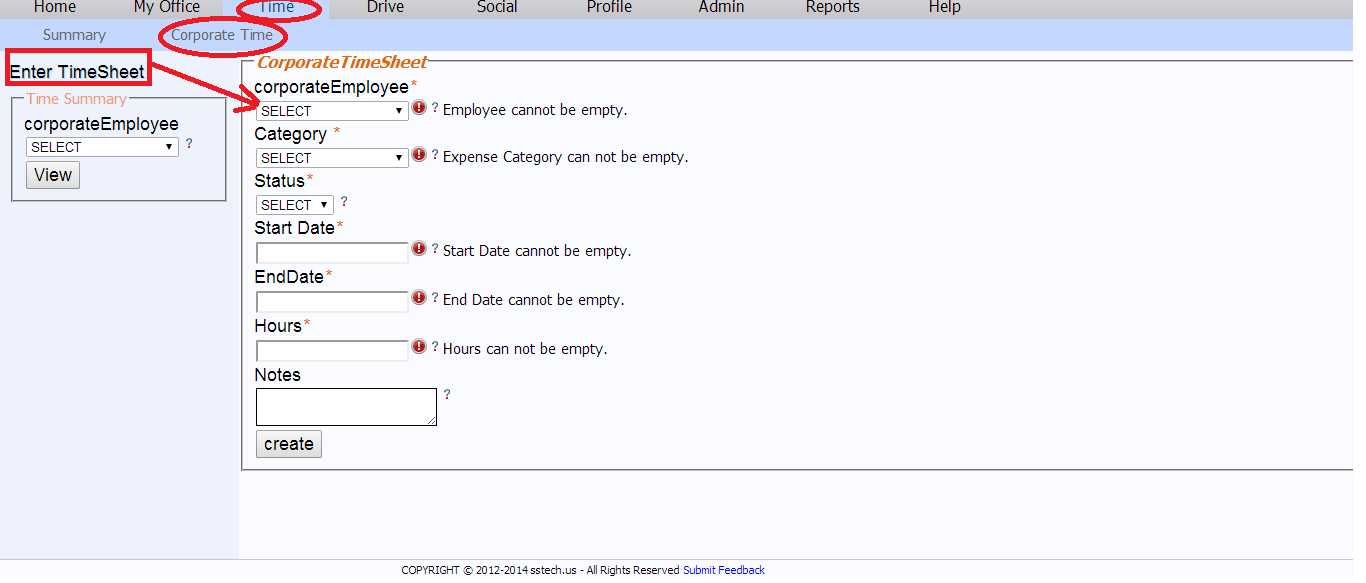 Home My Office Time Drive Social Profile Admin Reports Help
Summary Corporate Time
Enter TimeSheet
Time Summary
corporateEmployee
SELECT ?
View
CorporateTimeSheet
corporateEmployee*
SELECT ? Employee cannot be empty.
Category *
SELECT ? Expense Category can not be empty.
Status*
SELECT ?
Start Date*
? Start Date cannot be empty.
EndDate*
? End Date cannot be empty.
Hours*
? Hours can not be empty.
Notes
?
create
COPYRIGHT © 2012-2014 sstech.us - All Rights Reserved Submit Feedback